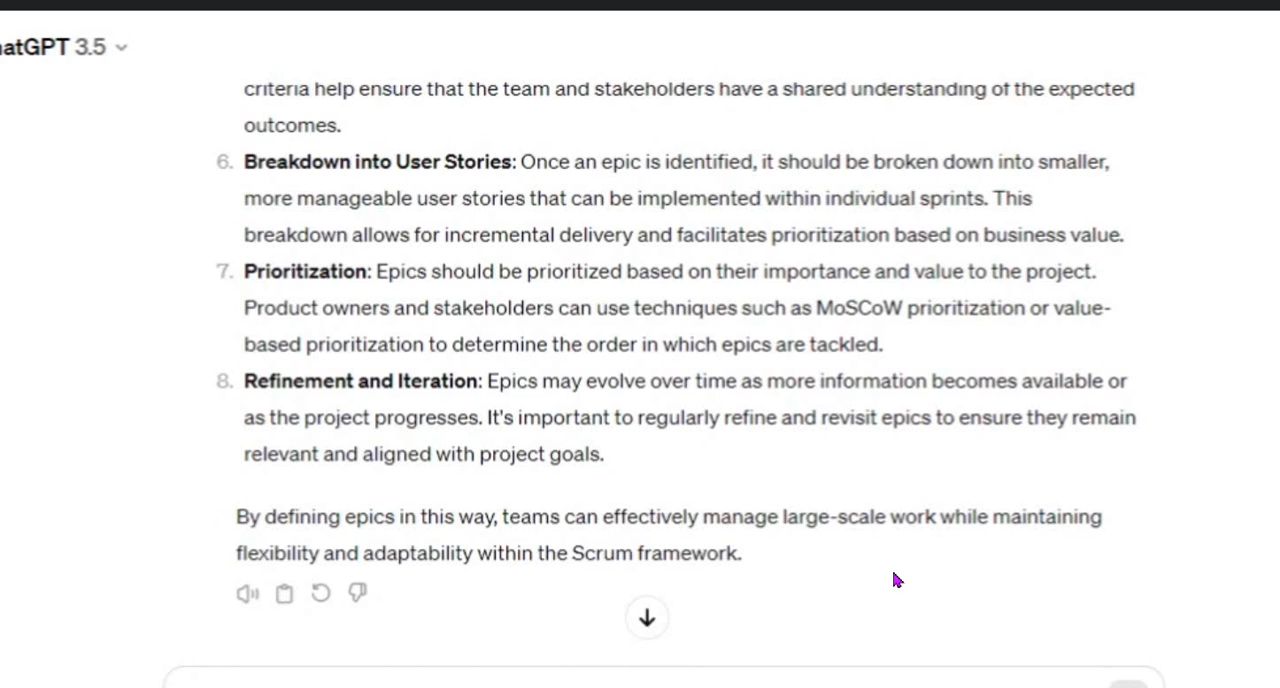 atGPT 3.5
criteria help ensure that the team and stakeholders have a shared understanding of the expected
outcomes.
6. Breakdown into User Stories: Once an epic is identified, it should be broken down into smaller,
more manageable user stories that can be implemented within individual sprints. This
breakdown allows for incremental delivery and facilitates prioritization based on business value.
7. Prioritization: Epics should be prioritized based on their importance and value to the project.
Product owners and stakeholders can use techniques such as MoSCoW prioritization or value-
based prioritization to determine the order in which epics are tackled.
8. Refinement and Iteration: Epics may evolve over time as more information becomes available or
as the project progresses. It's important to regularly refine and revisit epics to ensure they remain
relevant and aligned with project goals.
By defining epics in this way, teams can effectively manage large-scale work while maintaining
flexibility and adaptability within the Scrum framework.